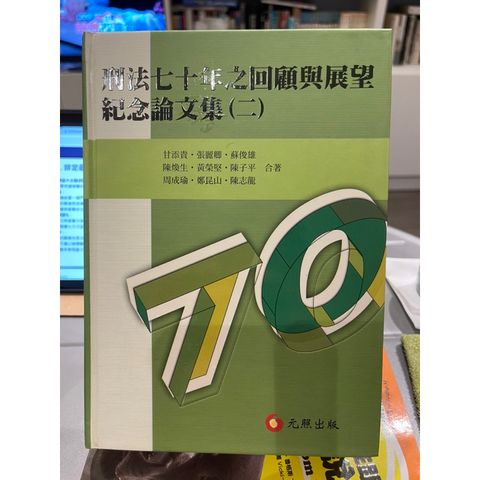 刑法七十年之回顧與展望
紀念論文集(二)
甘添貴・張麗卿・蘇俊雄
陳煥生・黃榮堅・陳子平 合著
周成瑜・鄭昆山・陳志龍
70
元照出版